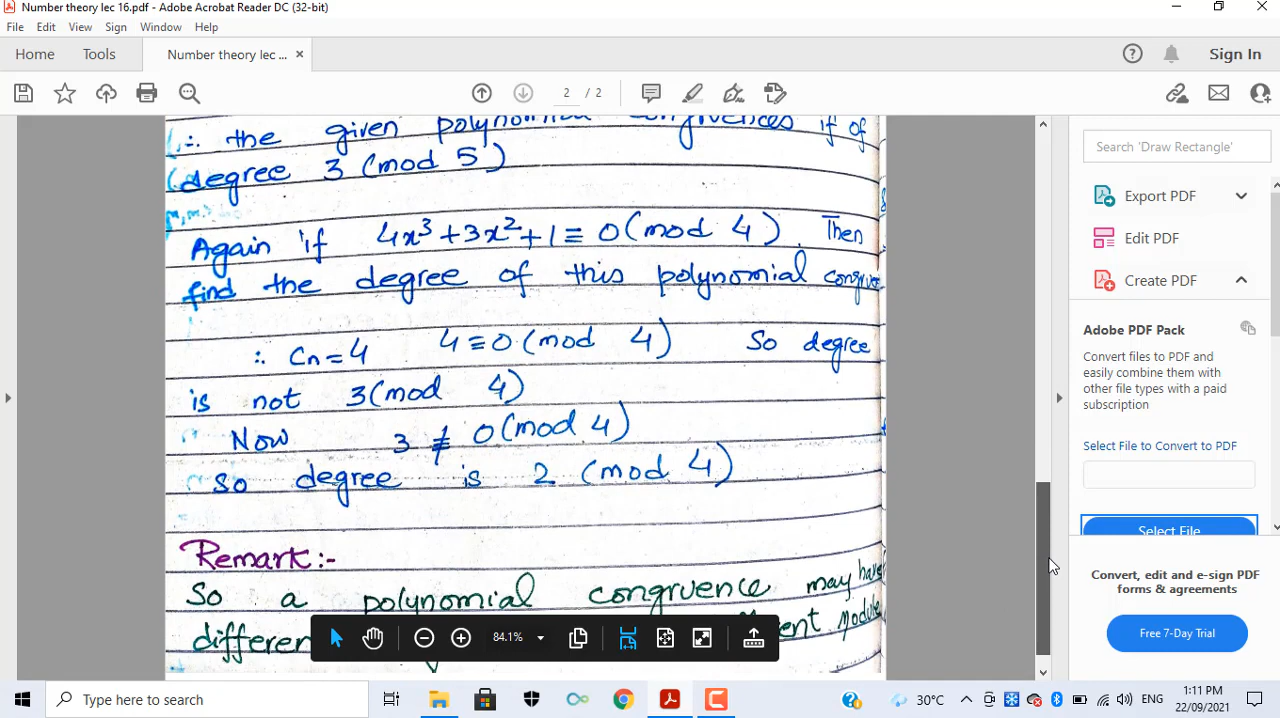 Number theory lec 16.pdf - Adobe Acrobat Reader DC (32-bit)
File Edit View Sign Window Help
Home Tools Number theory lec ... × Sign In
2 / 2
∴ the given polynomial congruences if of
degree 3 (mod 5)
Again if 4x³+3x²+1≡0(mod 4). Then
find the degree of this polynomial
∴ Cn=4 4≡0.(mod 4) So degree
is not 3(mod 4)
Now 3 ≢ 0(mod 4)
so degree is 2 (mod 4)
Remark:-
So a polynomial congruence may have
84.1%
Search 'Draw Rectangle'
Export PDF
Edit PDF
Create PDF
Adobe PDF Pack
Convert files to PDF and
easily combine them with
other file types with a paid
subscription
Select File to Convert to PDF
Select File
Convert, edit and e-sign PDF
forms & agreements
Free 7-Day Trial
Type here to search
30°C
1:11 PM
22/09/2021